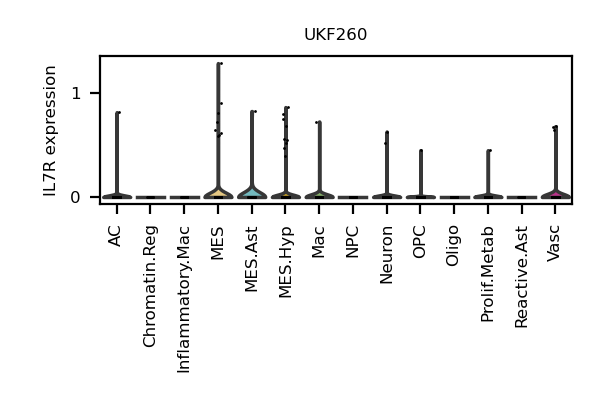 UKF260
IL7R expression
1
0
AC
Chromatin.Reg
Inflammatory.Mac
MES
MES.Ast
MES.Hyp
Mac
NPC
Neuron
OPC
Oligo
Prolif.Metab
Reactive.Ast
Vasc